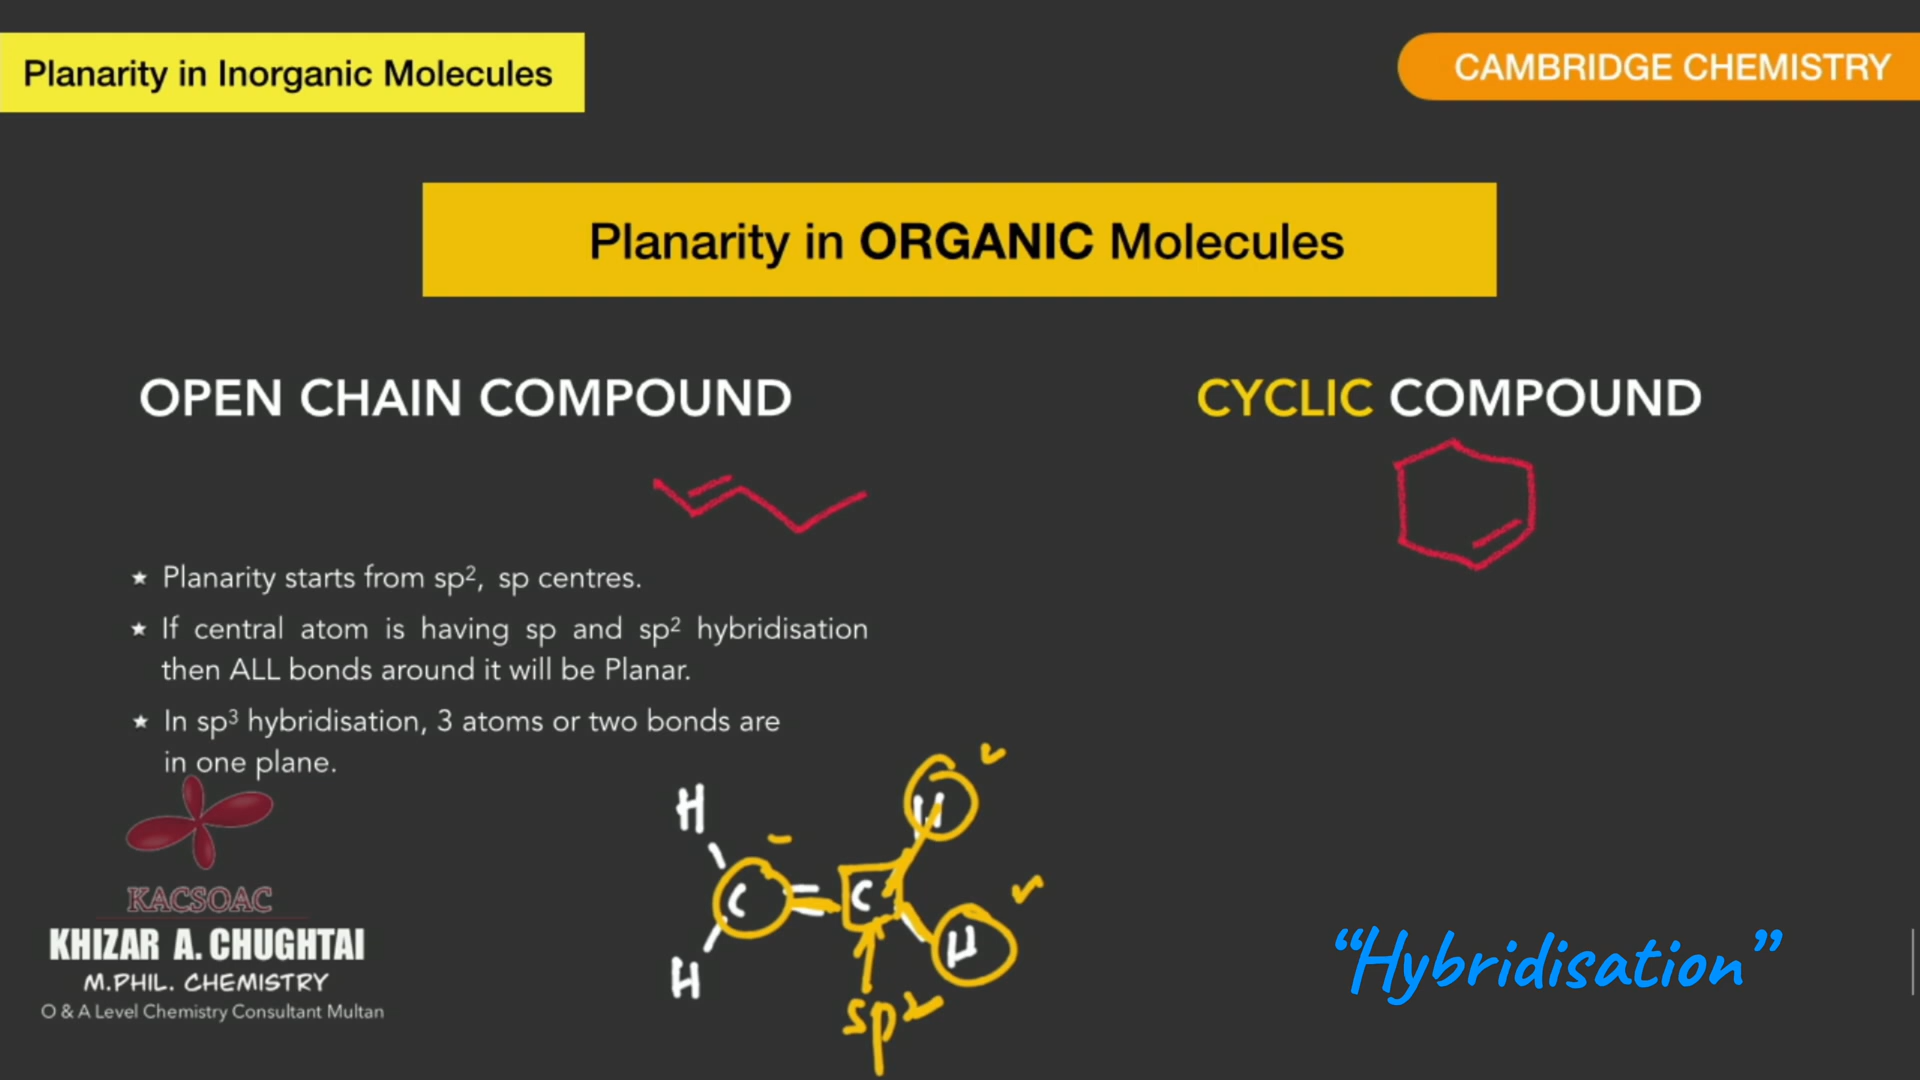 Planarity in Inorganic Molecules
CAMBRIDGE CHEMISTRY
Planarity in ORGANIC Molecules
OPEN CHAIN COMPOUND
CYCLIC COMPOUND
★ Planarity starts from sp², sp centres.
★ If central atom is having sp and sp² hybridisation
then ALL bonds around it will be Planar.
★ In sp³ hybridisation, 3 atoms or two bonds are
in one plane.
H H
C = C
H H
sp²
KACSOAC
KHIZAR A. CHUGHTAI
M.PHIL. CHEMISTRY
O & A Level Chemistry Consultant Multan
“Hybridisation”